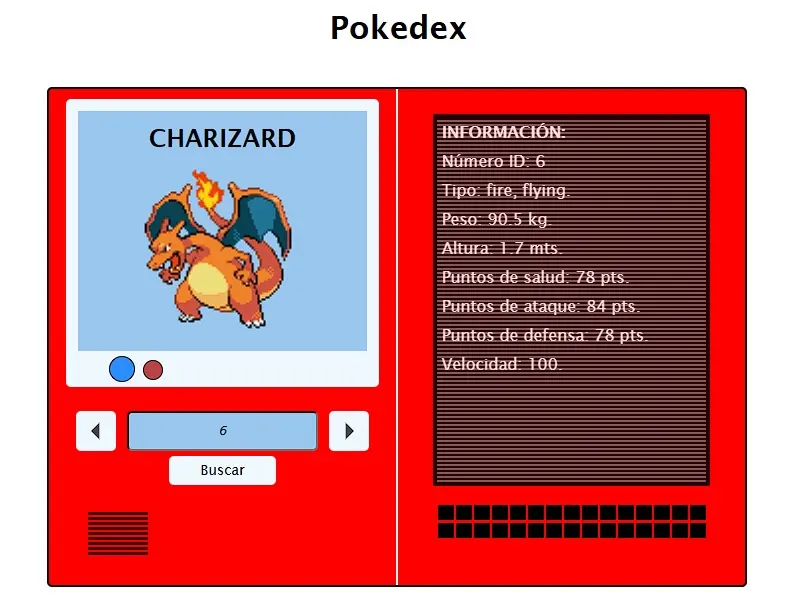 Pokedex
CHARIZARD
6
Buscar
INFORMACIÓN:
Número ID: 6
Tipo: fire, flying.
Peso: 90.5 kg.
Altura: 1.7 mts.
Puntos de salud: 78 pts.
Puntos de ataque: 84 pts.
Puntos de defensa: 78 pts.
Velocidad: 100.